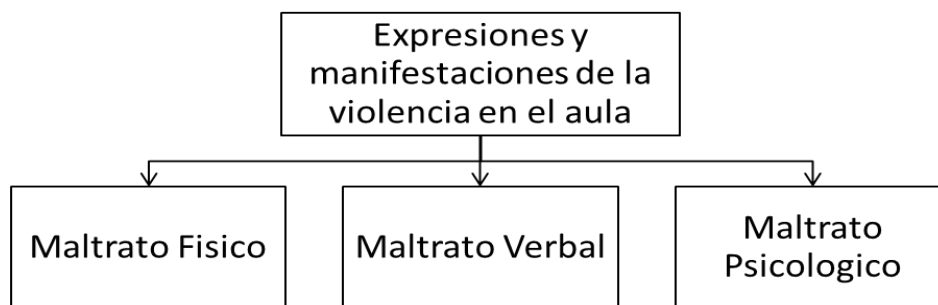 Expresiones y
manifestaciones de la
violencia en el aula
Maltrato Fisico
Maltrato Verbal
Maltrato
Psicologico